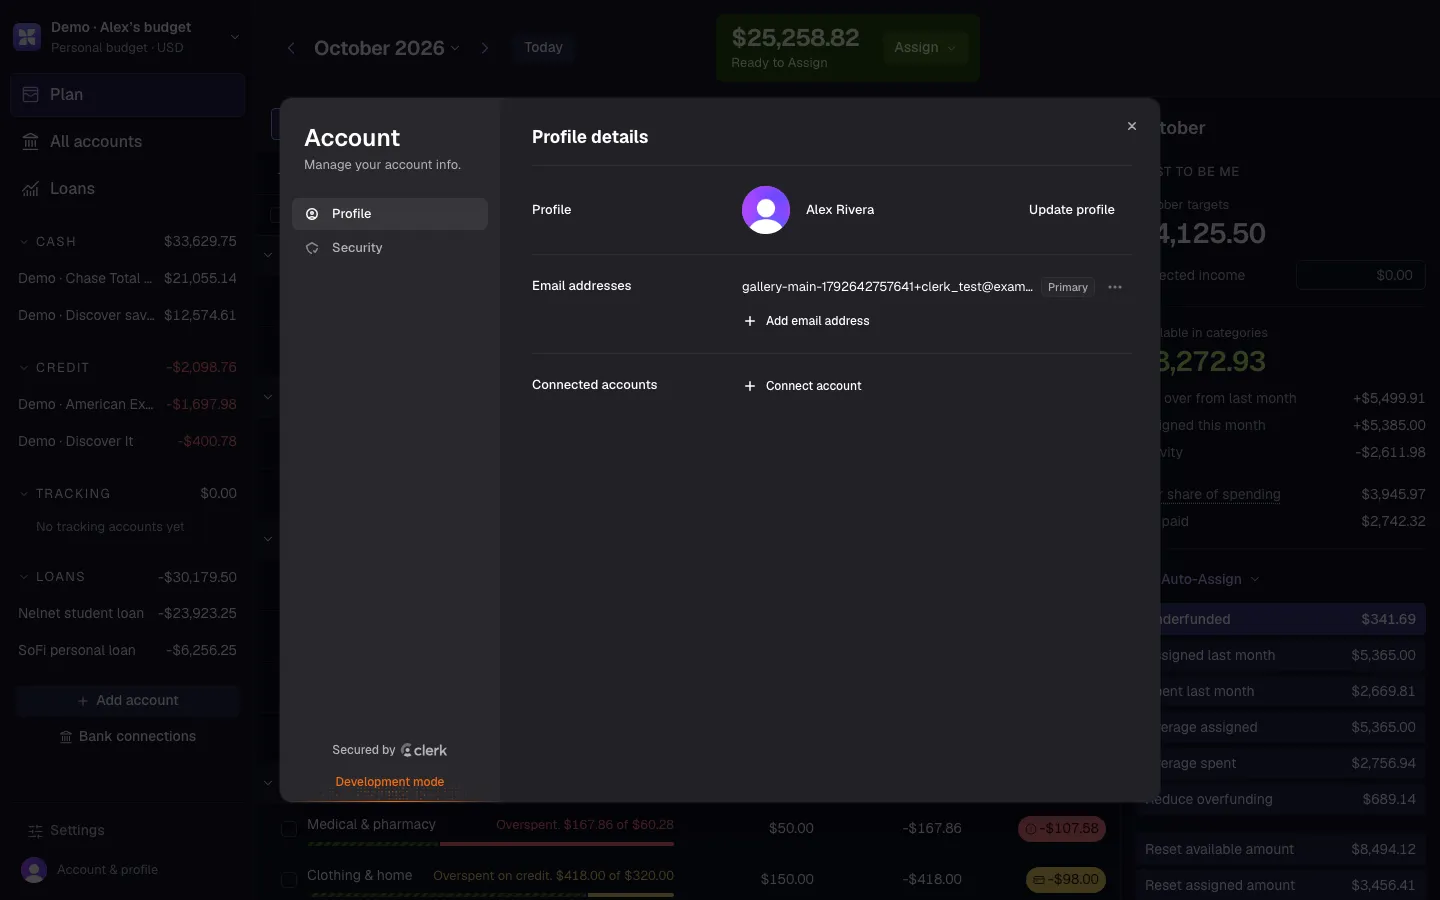 Demo · Alex's budget
Personal budget · USD
Plan
All accounts
Loans
CASH $33,629.75
Demo · Chase Total ... $21,055.14
Demo · Discover sav... $12,574.61
CREDIT -$2,098.76
Demo · American Ex... -$1,697.98
Demo · Discover It -$400.78
TRACKING $0.00
No tracking accounts yet
LOANS -$30,179.50
Nelnet student loan -$23,923.25
SoFi personal loan -$6,256.25
+ Add account
Bank connections
Settings
Account & profile
October 2026
Today
$25,258.82
Ready to Assign
Assign
Account
Manage your account info.
Profile
Security
Secured by clerk
Development mode
Profile details
Profile
Alex Rivera
Update profile
Email addresses
gallery-main-1792642757641+clerk_test@exam...
Primary
+ Add email address
Connected accounts
+ Connect account
Medical & pharmacy Overspent. $167.86 of $60.28 $50.00 -$167.86 -$107.58
Clothing & home Overspent on credit. $418.00 of $320.00 $150.00 -$418.00 -$98.00
tober
ST TO BE ME
ober targets
4,125.50
ected income $0.00
lable in categories
8,272.93
over from last month +$5,499.91
igned this month +$5,385.00
vity -$2,611.98
r share of spending $3,945.97
paid $2,742.32
Auto-Assign
nderfunded $341.69
ssigned last month $5,365.00
pent last month $2,669.81
verage assigned $5,365.00
verage spent $2,756.94
Reduce overfunding $689.14
Reset available amount $8,494.12
Reset assigned amount $3,456.41